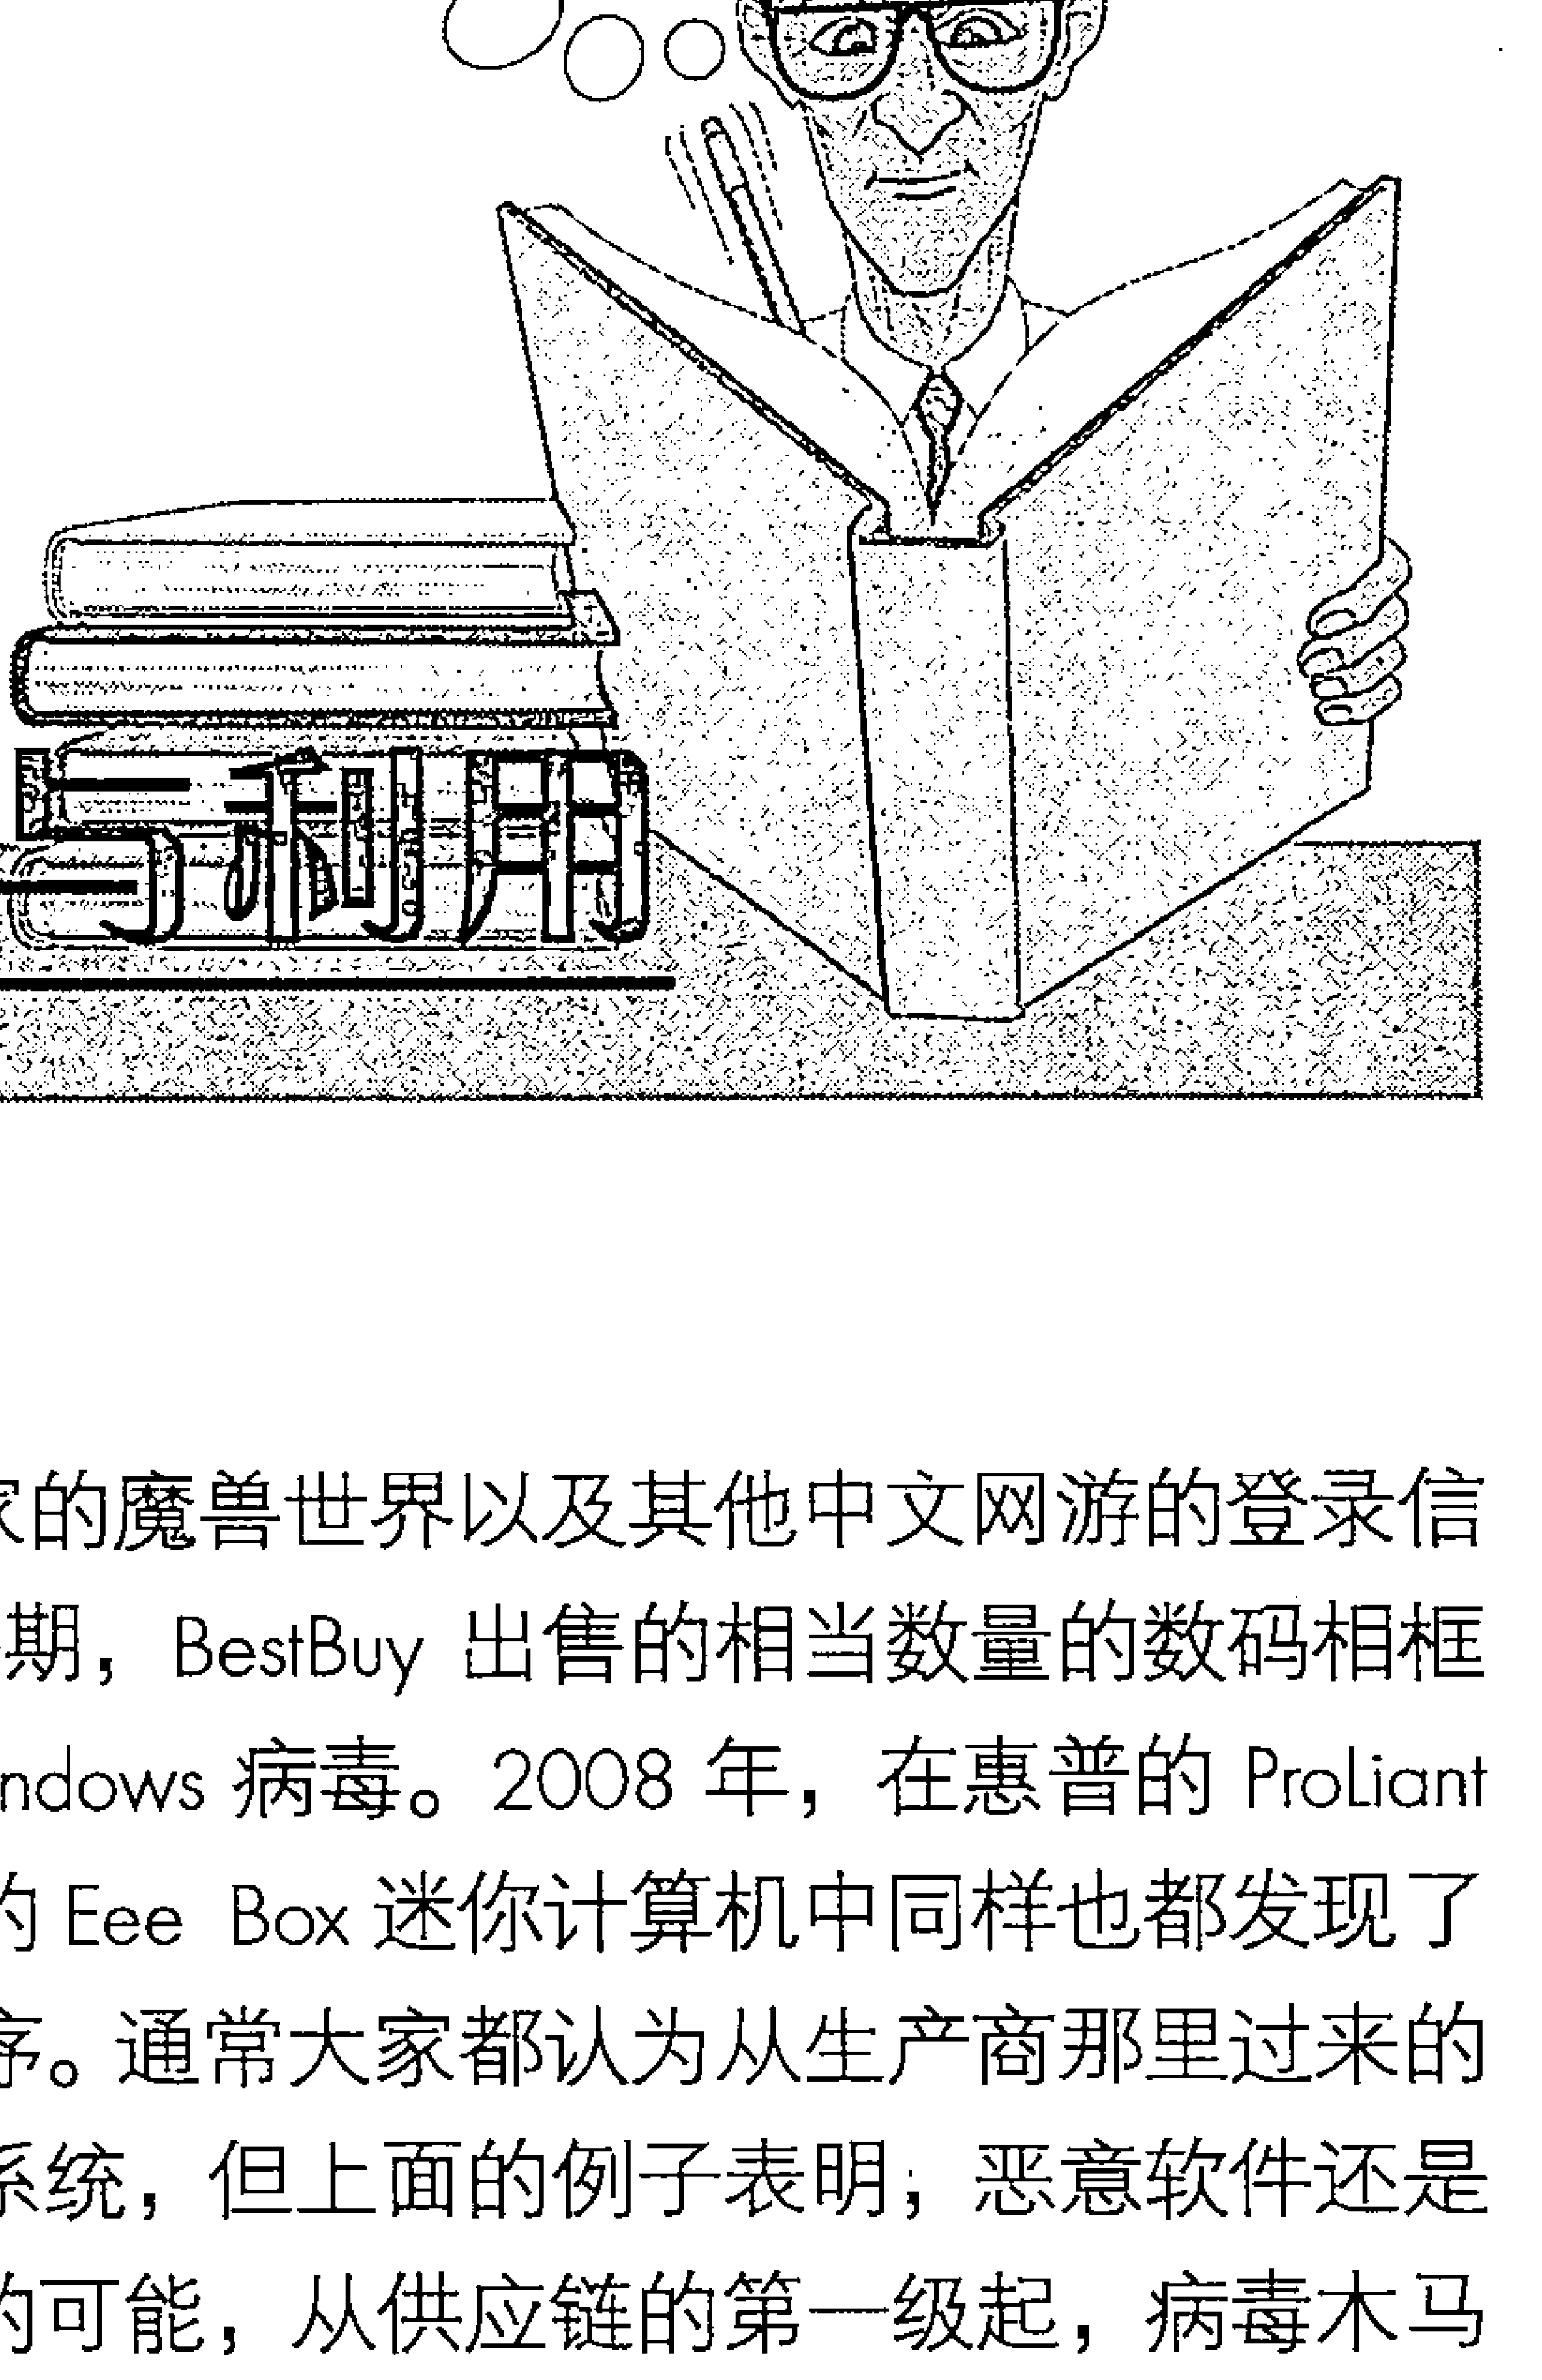 与利用
的魔兽世界以及其他中文网游的登录信
期，BestBuy 出售的相当数量的数码相框
ndows 病毒。2008 年，在惠普的 ProLiant
的 Eee Box 迷你计算机中同样也都发现了
序。通常大家都认为从生产商那里过来的
系统，但上面的例子表明；恶意软件还是
的可能，从供应链的第一级起，病毒木马